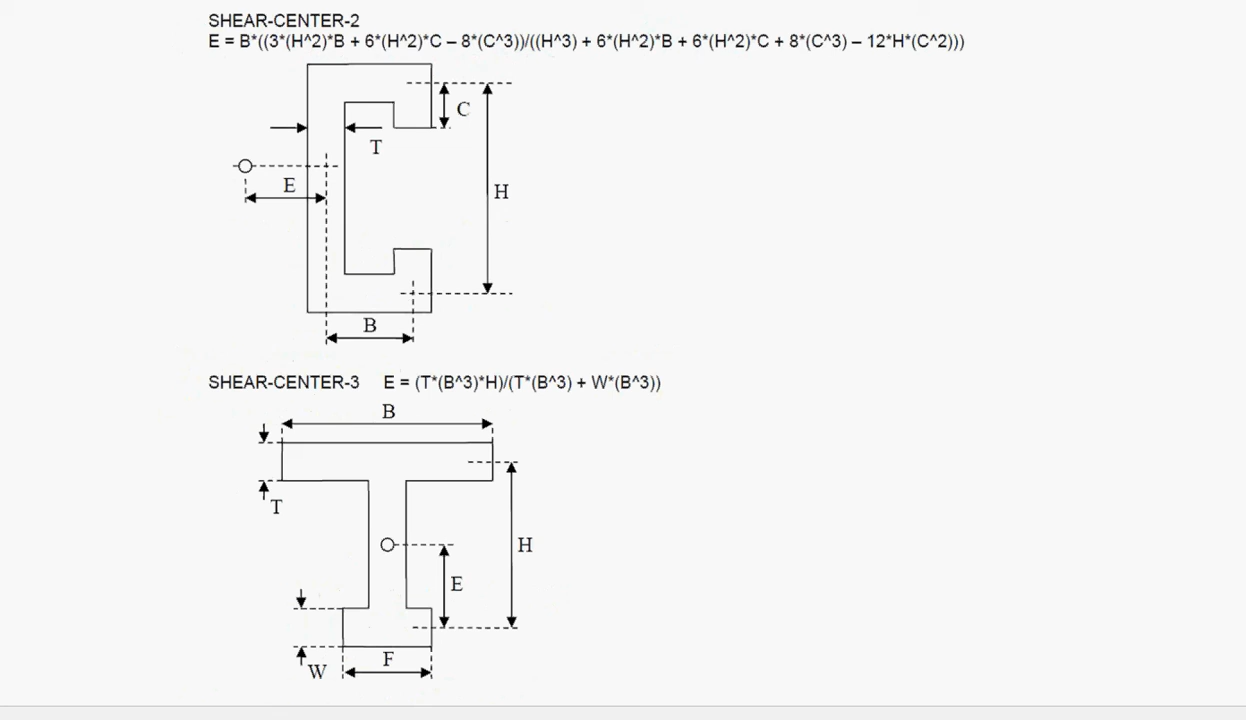 SHEAR-CENTER-2
E = B*((3*(H^2)*B + 6*(H^2)*C – 8*(C^3))/((H^3) + 6*(H^2)*B + 6*(H^2)*C + 8*(C^3) – 12*H*(C^2)))
C
T
E
H
B
SHEAR-CENTER-3 E = (T*(B^3)*H)/(T*(B^3) + W*(B^3))
B
T
H
E
F
W